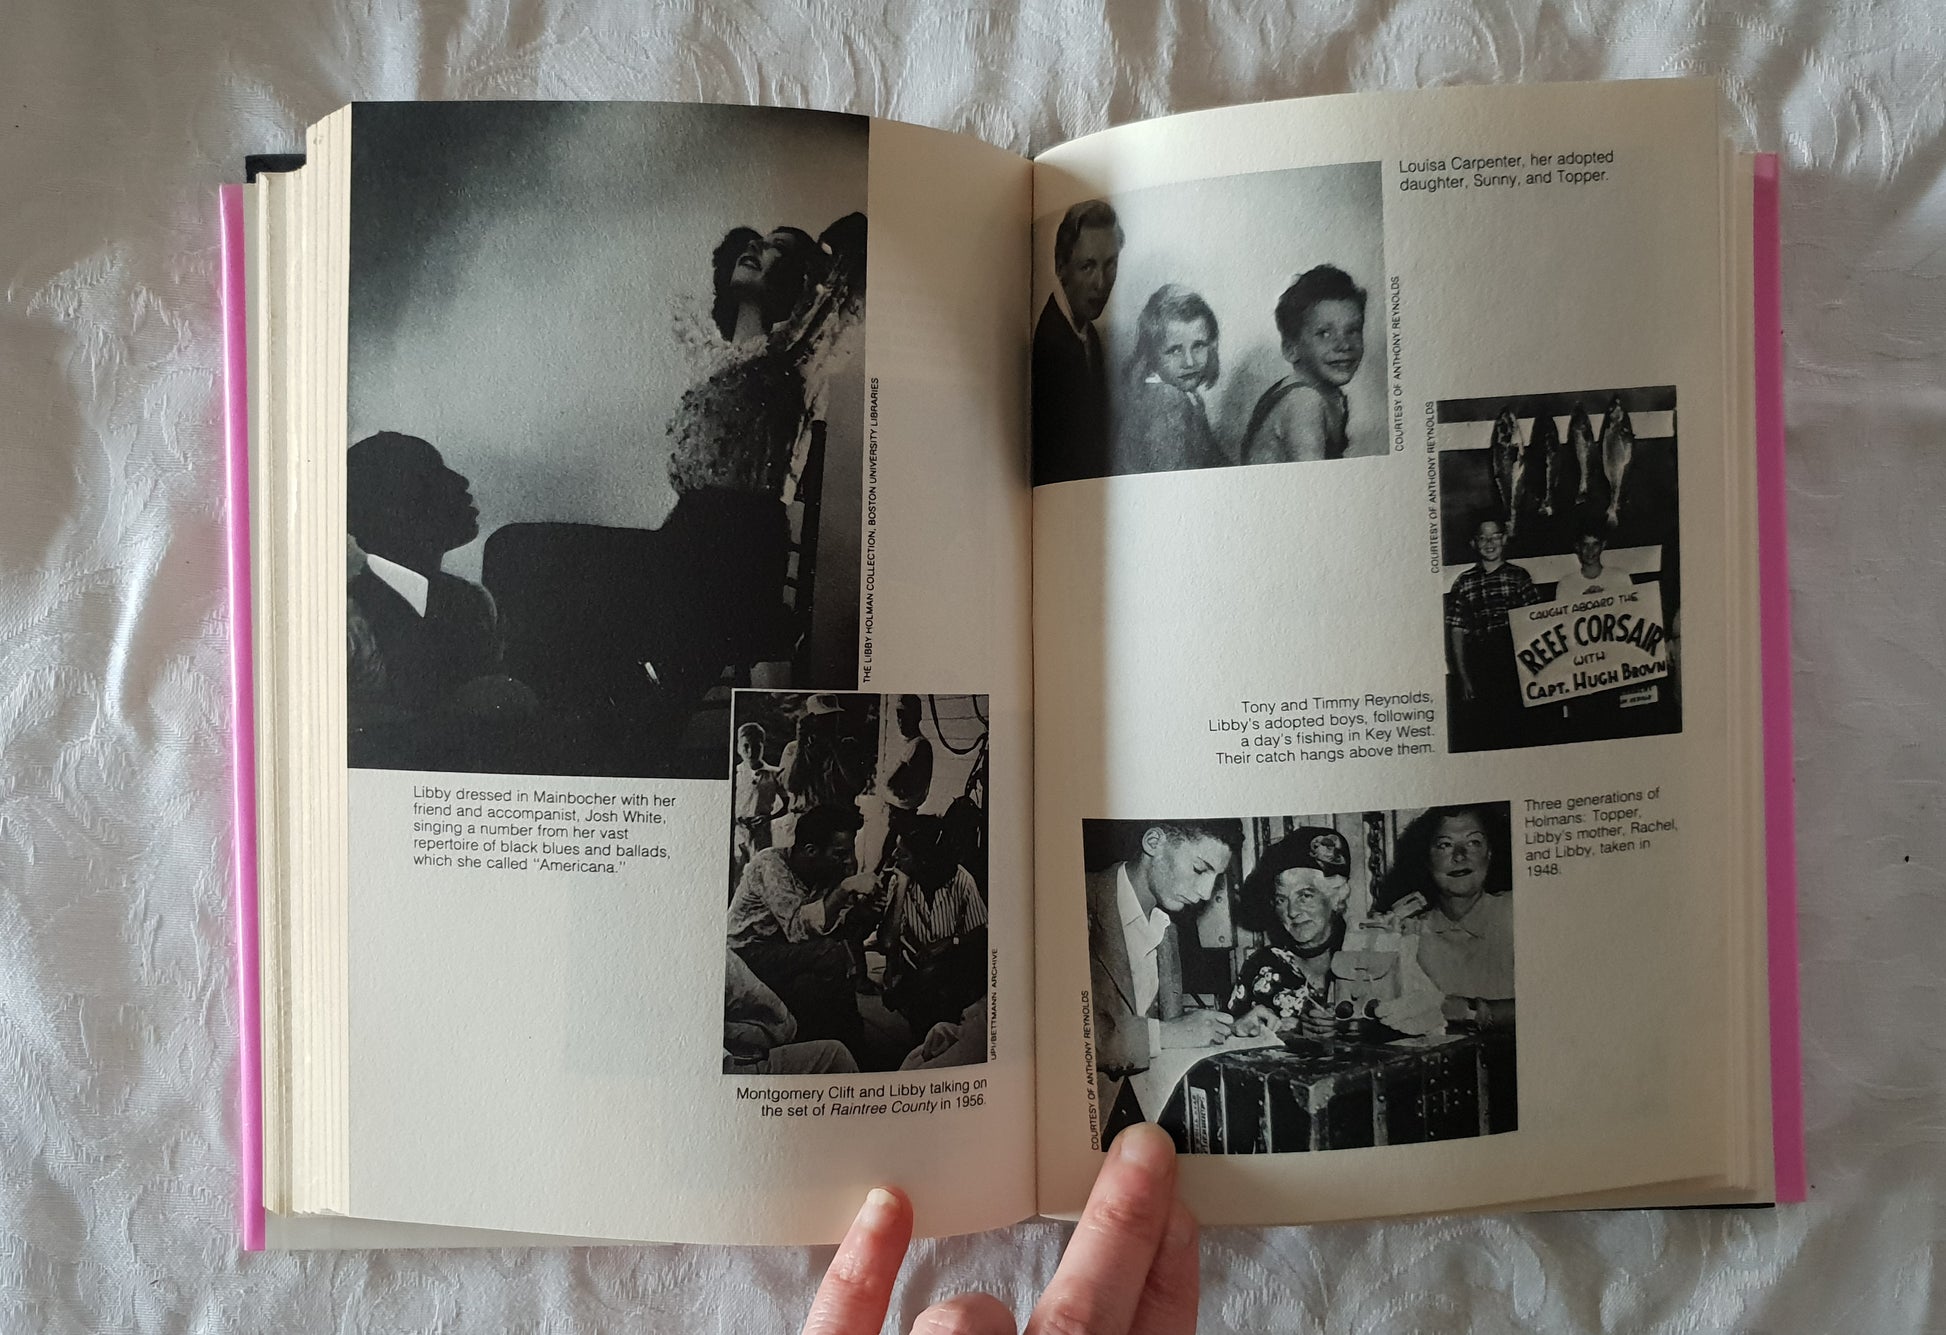 THE LIBBY HOLMAN COLLECTION, BOSTON UNIVERSITY LIBRARIES
Libby dressed in Mainbocher with her
friend and accompanist, Josh White,
singing a number from her vast
repertoire of black blues and ballads,
which she called "Americana."
UPI/BETTMANN ARCHIVE
Montgomery Clift and Libby talking on
the set of Raintree County in 1956.
Louisa Carpenter, her adopted
daughter, Sunny, and Topper.
COURTESY OF ANTHONY REYNOLDS
COURTESY OF ANTHONY REYNOLDS
CAUGHT ABOARD THE
REEF CORSAIR
WITH
CAPT. HUGH BROWN
Tony and Timmy Reynolds,
Libby's adopted boys, following
a day's fishing in Key West.
Their catch hangs above them.
Three generations of
Holmans: Topper,
Libby's mother, Rachel,
and Libby, taken in
1948.
COURTESY OF ANTHONY REYNOLDS